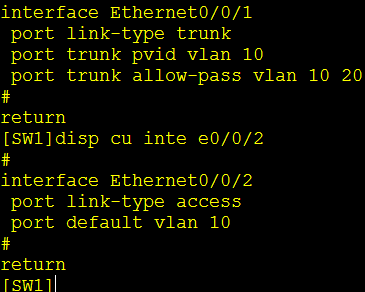 interface Ethernet0/0/1
 port link-type trunk
 port trunk pvid vlan 10
 port trunk allow-pass vlan 10 20
#
return
[SW1]disp cu inte e0/0/2
#
interface Ethernet0/0/2
 port link-type access
 port default vlan 10
#
return
[SW1]